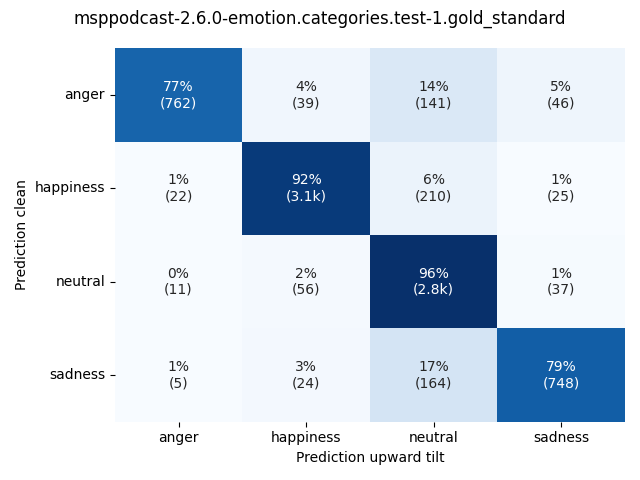 msppodcast-2.6.0-emotion.categories.test-1.gold_standard
Prediction clean
anger
77% 4% 14% 5%
(762) (39) (141) (46)
happiness
1% 92% 6% 1%
(22) (3.1k) (210) (25)
neutral
0% 2% 96% 1%
(11) (56) (2.8k) (37)
sadness
1% 3% 17% 79%
(5) (24) (164) (748)
anger happiness neutral sadness
Prediction upward tilt